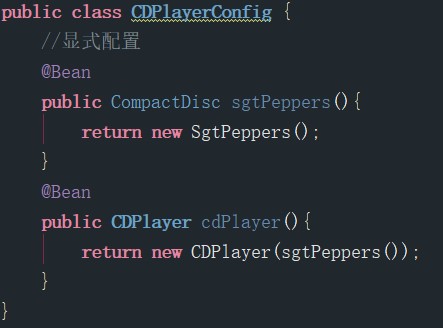 public class CDPlayerConfig {
//显式配置
@Bean
public CompactDisc sgtPeppers(){
return new SgtPeppers();
}
@Bean
public CDPlayer cdPlayer(){
return new CDPlayer(sgtPeppers());
}
}